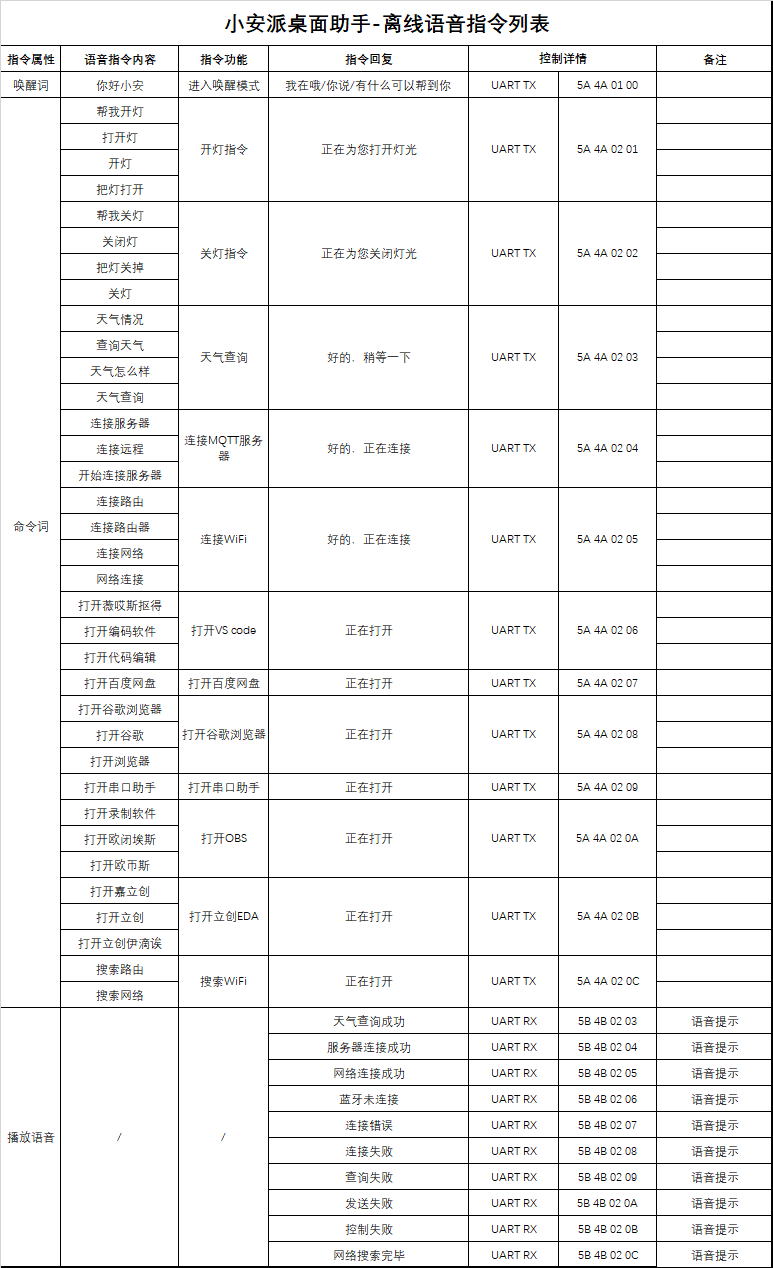 小安派桌面助手-离线语音指令列表
指令属性 语音指令内容 指令功能 指令回复 控制详情 备注
唤醒词 你好小安 进入唤醒模式 我在哦/你说/有什么可以帮到你 UART TX 5A 4A 01 00
命令词
帮我开灯
打开灯
开灯
把灯打开
开灯指令 正在为您打开灯光 UART TX 5A 4A 02 01
帮我关灯
关闭灯
把灯关掉
关灯
关灯指令 正在为您关闭灯光 UART TX 5A 4A 02 02
天气情况
查询天气
天气怎么样
天气查询
天气查询 好的，稍等一下 UART TX 5A 4A 02 03
连接服务器
连接远程
开始连接服务器
连接MQTT服务
器
好的，正在连接 UART TX 5A 4A 02 04
连接路由
连接路由器
连接网络
网络连接
连接WiFi 好的，正在连接 UART TX 5A 4A 02 05
打开薇哎斯抠得
打开编码软件
打开代码编辑
打开VS code 正在打开 UART TX 5A 4A 02 06
打开百度网盘 打开百度网盘 正在打开 UART TX 5A 4A 02 07
打开谷歌浏览器
打开谷歌
打开浏览器
打开谷歌浏览器 正在打开 UART TX 5A 4A 02 08
打开串口助手 打开串口助手 正在打开 UART TX 5A 4A 02 09
打开录制软件
打开欧闭埃斯
打开欧币斯
打开OBS 正在打开 UART TX 5A 4A 02 0A
打开嘉立创
打开立创
打开立创伊滴诶
打开立创EDA 正在打开 UART TX 5A 4A 02 0B
搜索路由
搜索网络
搜索WiFi 正在打开 UART TX 5A 4A 02 0C
播放语音 / /
天气查询成功 UART RX 5B 4B 02 03 语音提示
服务器连接成功 UART RX 5B 4B 02 04 语音提示
网络连接成功 UART RX 5B 4B 02 05 语音提示
蓝牙未连接 UART RX 5B 4B 02 06 语音提示
连接错误 UART RX 5B 4B 02 07 语音提示
连接失败 UART RX 5B 4B 02 08 语音提示
查询失败 UART RX 5B 4B 02 09 语音提示
发送失败 UART RX 5B 4B 02 0A 语音提示
控制失败 UART RX 5B 4B 02 0B 语音提示
网络搜索完毕 UART RX 5B 4B 02 0C 语音提示